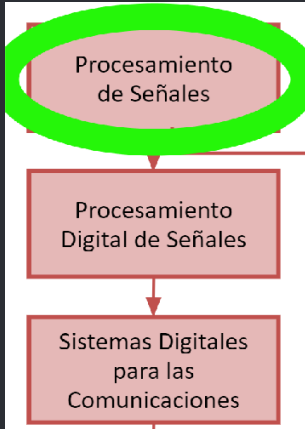 Procesamiento
de Señales
Procesamiento
Digital de Señales
Sistemas Digitales
para las
Comunicaciones